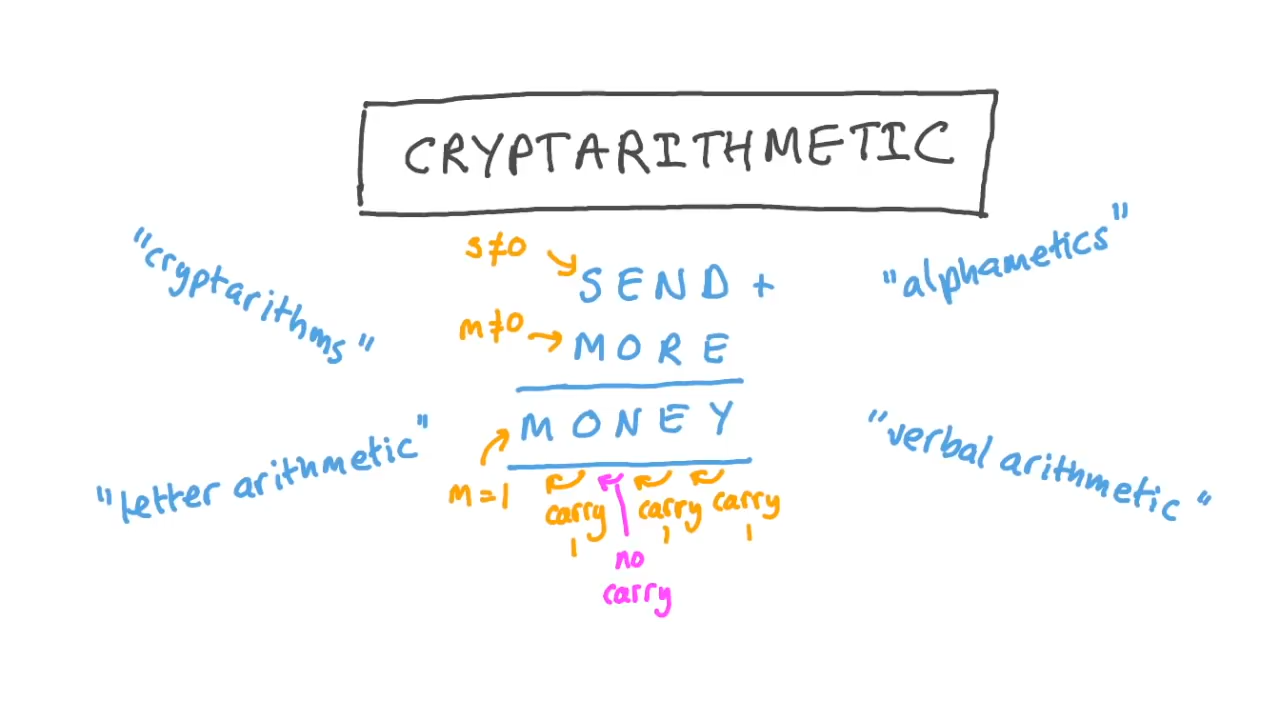 CRYPTARITHMETIC
"cryptarithms"
s≠0
SEND +
"alphametics"
m≠0
MORE
MONEY
"letter arithmetic"
"verbal arithmetic"
m=1
carry 1
no carry
carry 1
carry 1